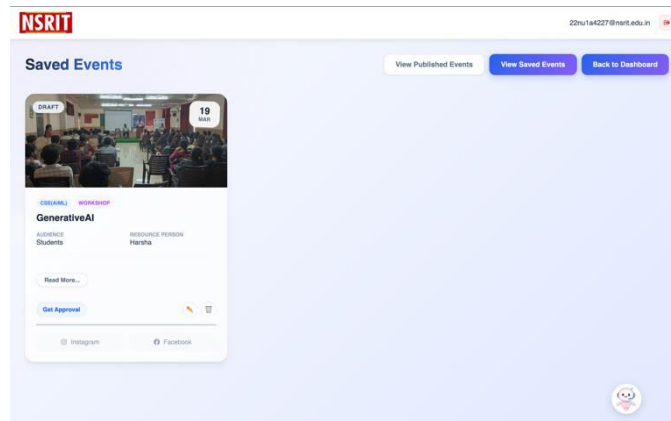 NSRIT
22nu1a4227@nsrit.edu.in
Saved Events
View Published Events
View Saved Events
Back to Dashboard
DRAFT
19
MAR
CSE(AIML) WORKSHOP
GenerativeAI
AUDIENCE RESOURCE PERSON
Students Harsha
Read More...
Get Approval
Instagram Facebook